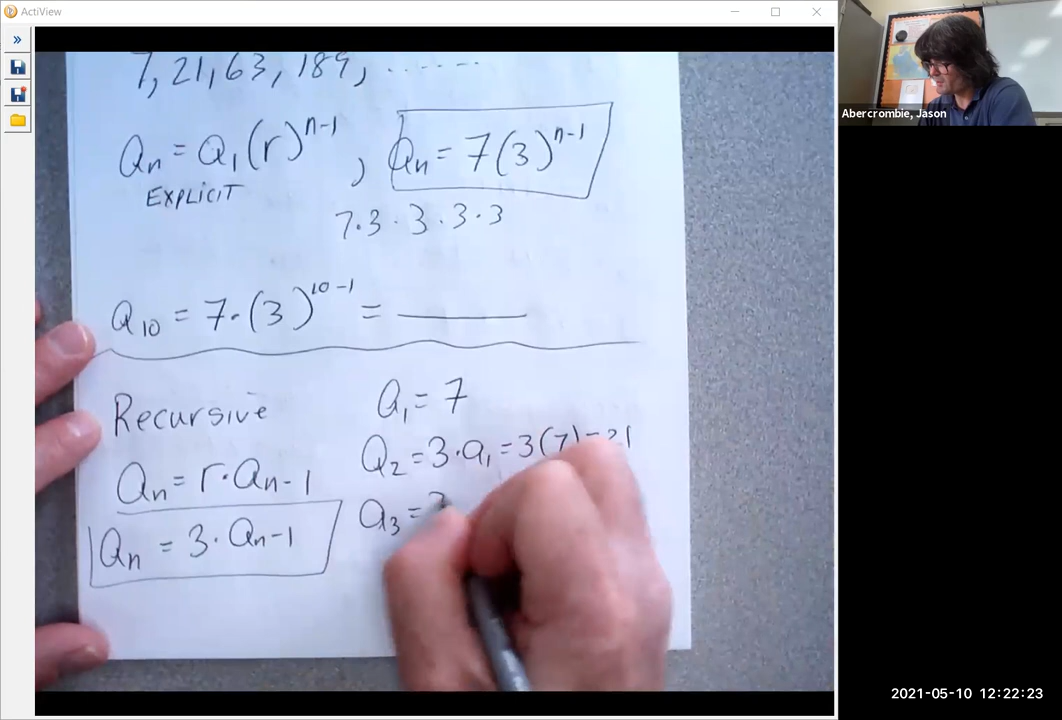 ActiView
Abercrombie, Jason
7, 21, 63, 189, ......
an = a1(r)^n-1 , an = 7(3)^n-1
EXPLICIT
7·3·3·3·3
a10 = 7·(3)^10-1 = ______
Recursive
a1 = 7
an = r·an-1
a2 = 3·a1 = 3(7) = 21
an = 3·an-1
a3 = 3
2021-05-10 12:22:23